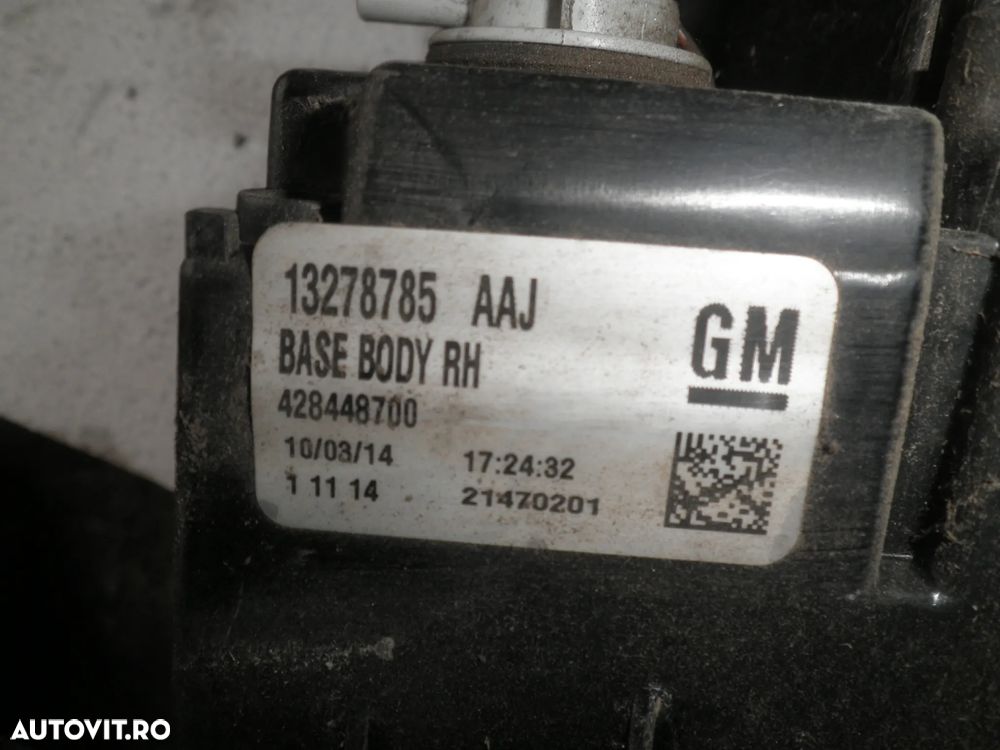 13278785 AAJ
BASE BODY RH
GM
428448700
10/03/14 17:24:32
1 11 14 21470201
AUTOVIT.RO